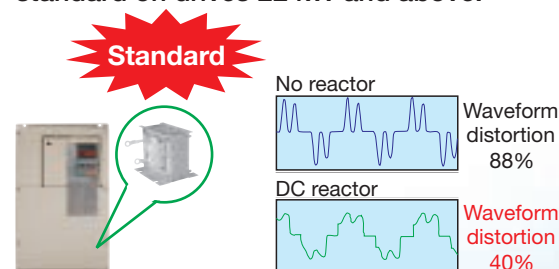 standard on drives 22 kW and above.
Standard
No reactor
Waveform
distortion
88%
DC reactor
Waveform
distortion
40%